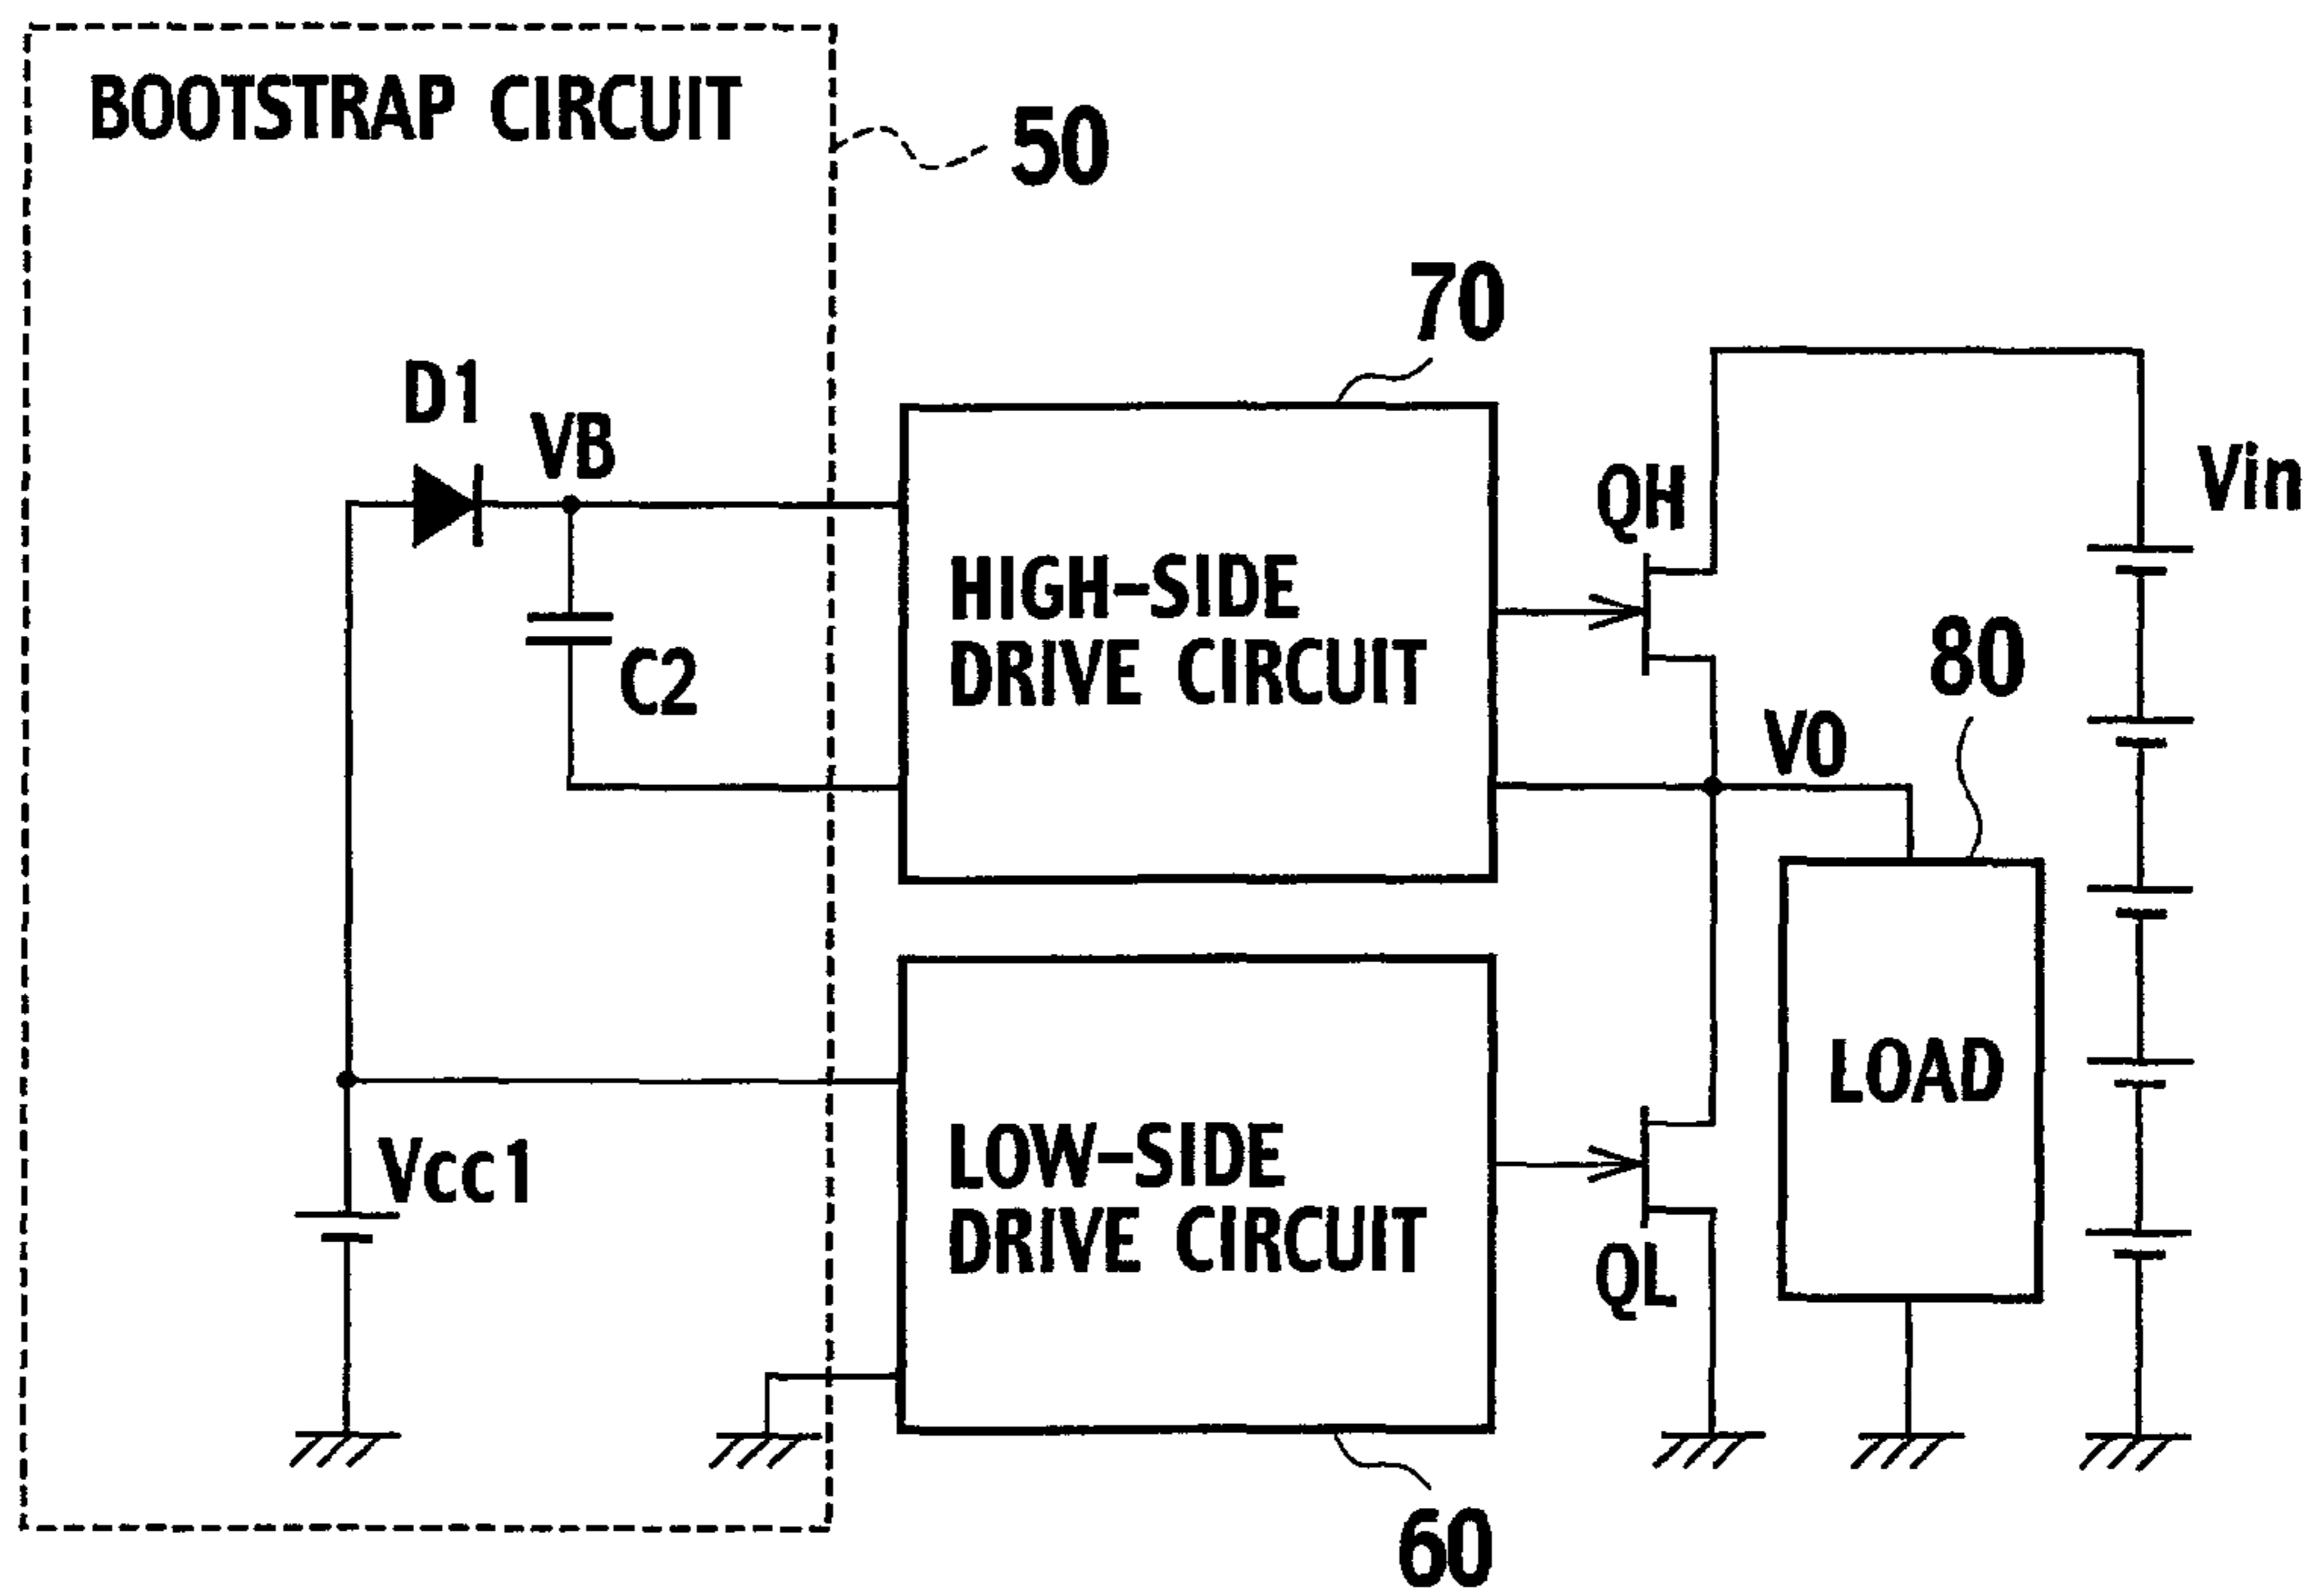 BOOTSTRAP CIRCUIT
50
70
D1
VB
QH
Vin
HIGH-SIDE
DRIVE CIRCUIT
C2
80
VO
LOAD
LOW-SIDE
DRIVE CIRCUIT
Vcc1
QL
60